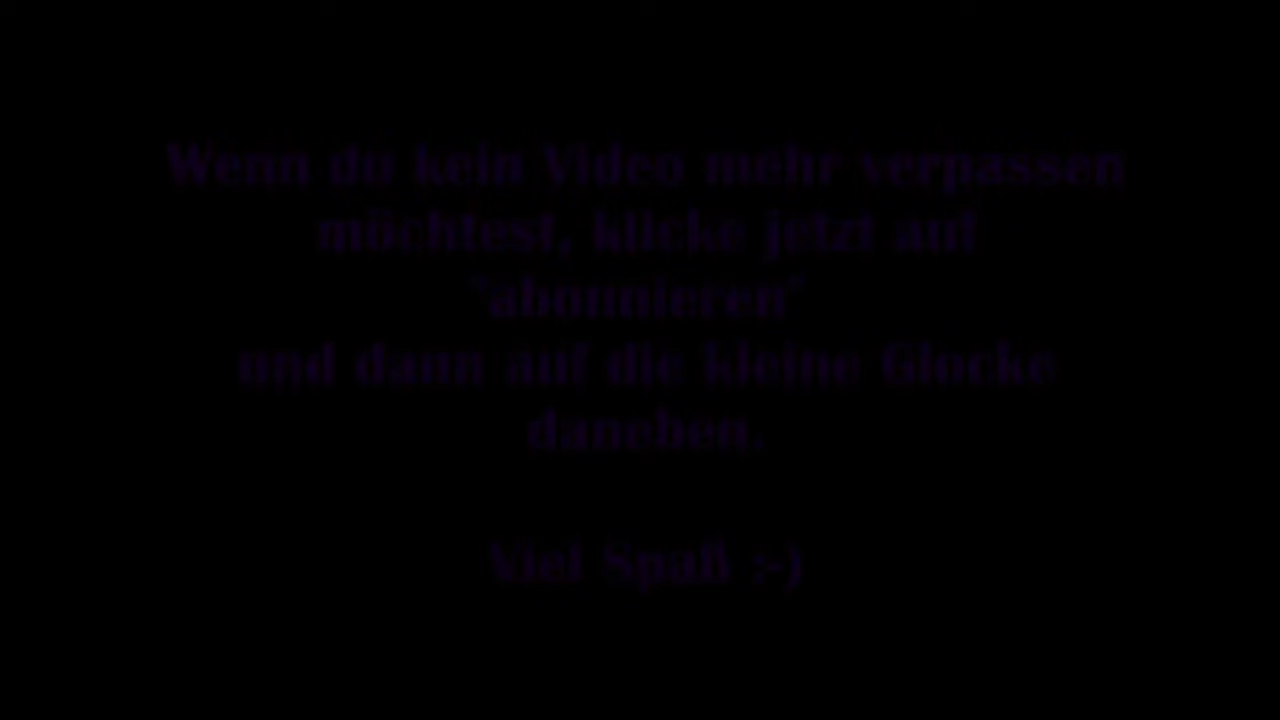 Wenn du kein Video mehr verpassen
möchtest, klicke jetzt auf
"abonnieren"
und dann auf die kleine Glocke
daneben.
Viel Spaß ;-)